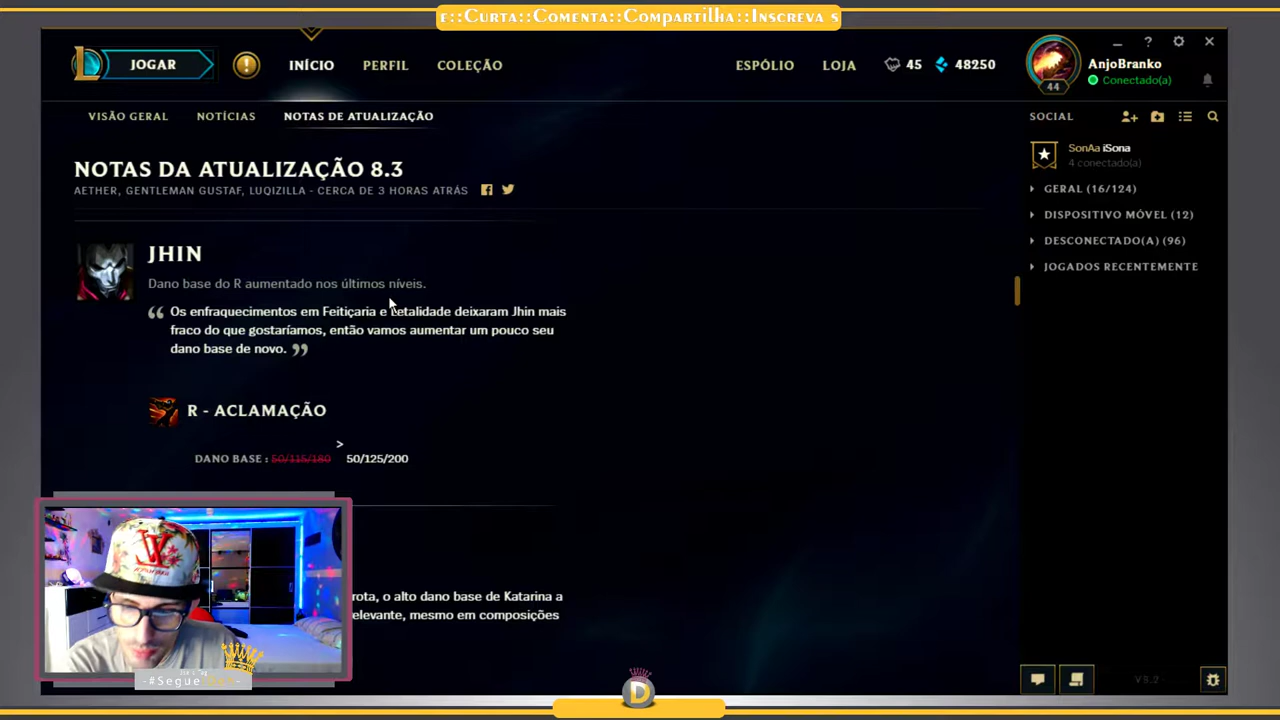 E::CURTA::COMENTA::COMPARTILHA::INSCREVA S
JOGAR
INÍCIO
PERFIL
COLEÇÃO
ESPÓLIO
LOJA
45
48250
AnjoBranko
Conectado(a)
44
VISÃO GERAL
NOTÍCIAS
NOTAS DE ATUALIZAÇÃO
SOCIAL
NOTAS DA ATUALIZAÇÃO 8.3
AETHER, GENTLEMAN GUSTAF, LUQIZILLA - CERCA DE 3 HORAS ATRÁS
SonAa iSona
4 conectado(a)
GERAL (16/124)
DISPOSITIVO MÓVEL (12)
DESCONECTADO(A) (96)
JOGADOS RECENTEMENTE
JHIN
Dano base do R aumentado nos últimos níveis.
Os enfraquecimentos em Feitiçaria e Letalidade deixaram Jhin mais
fraco do que gostaríamos, então vamos aumentar um pouco seu
dano base de novo.
R - ACLAMAÇÃO
>
DANO BASE : 50/115/180 50/125/200
rota, o alto dano base de Katarina a
elevante, mesmo em composições
-#Segue
D
V8.2